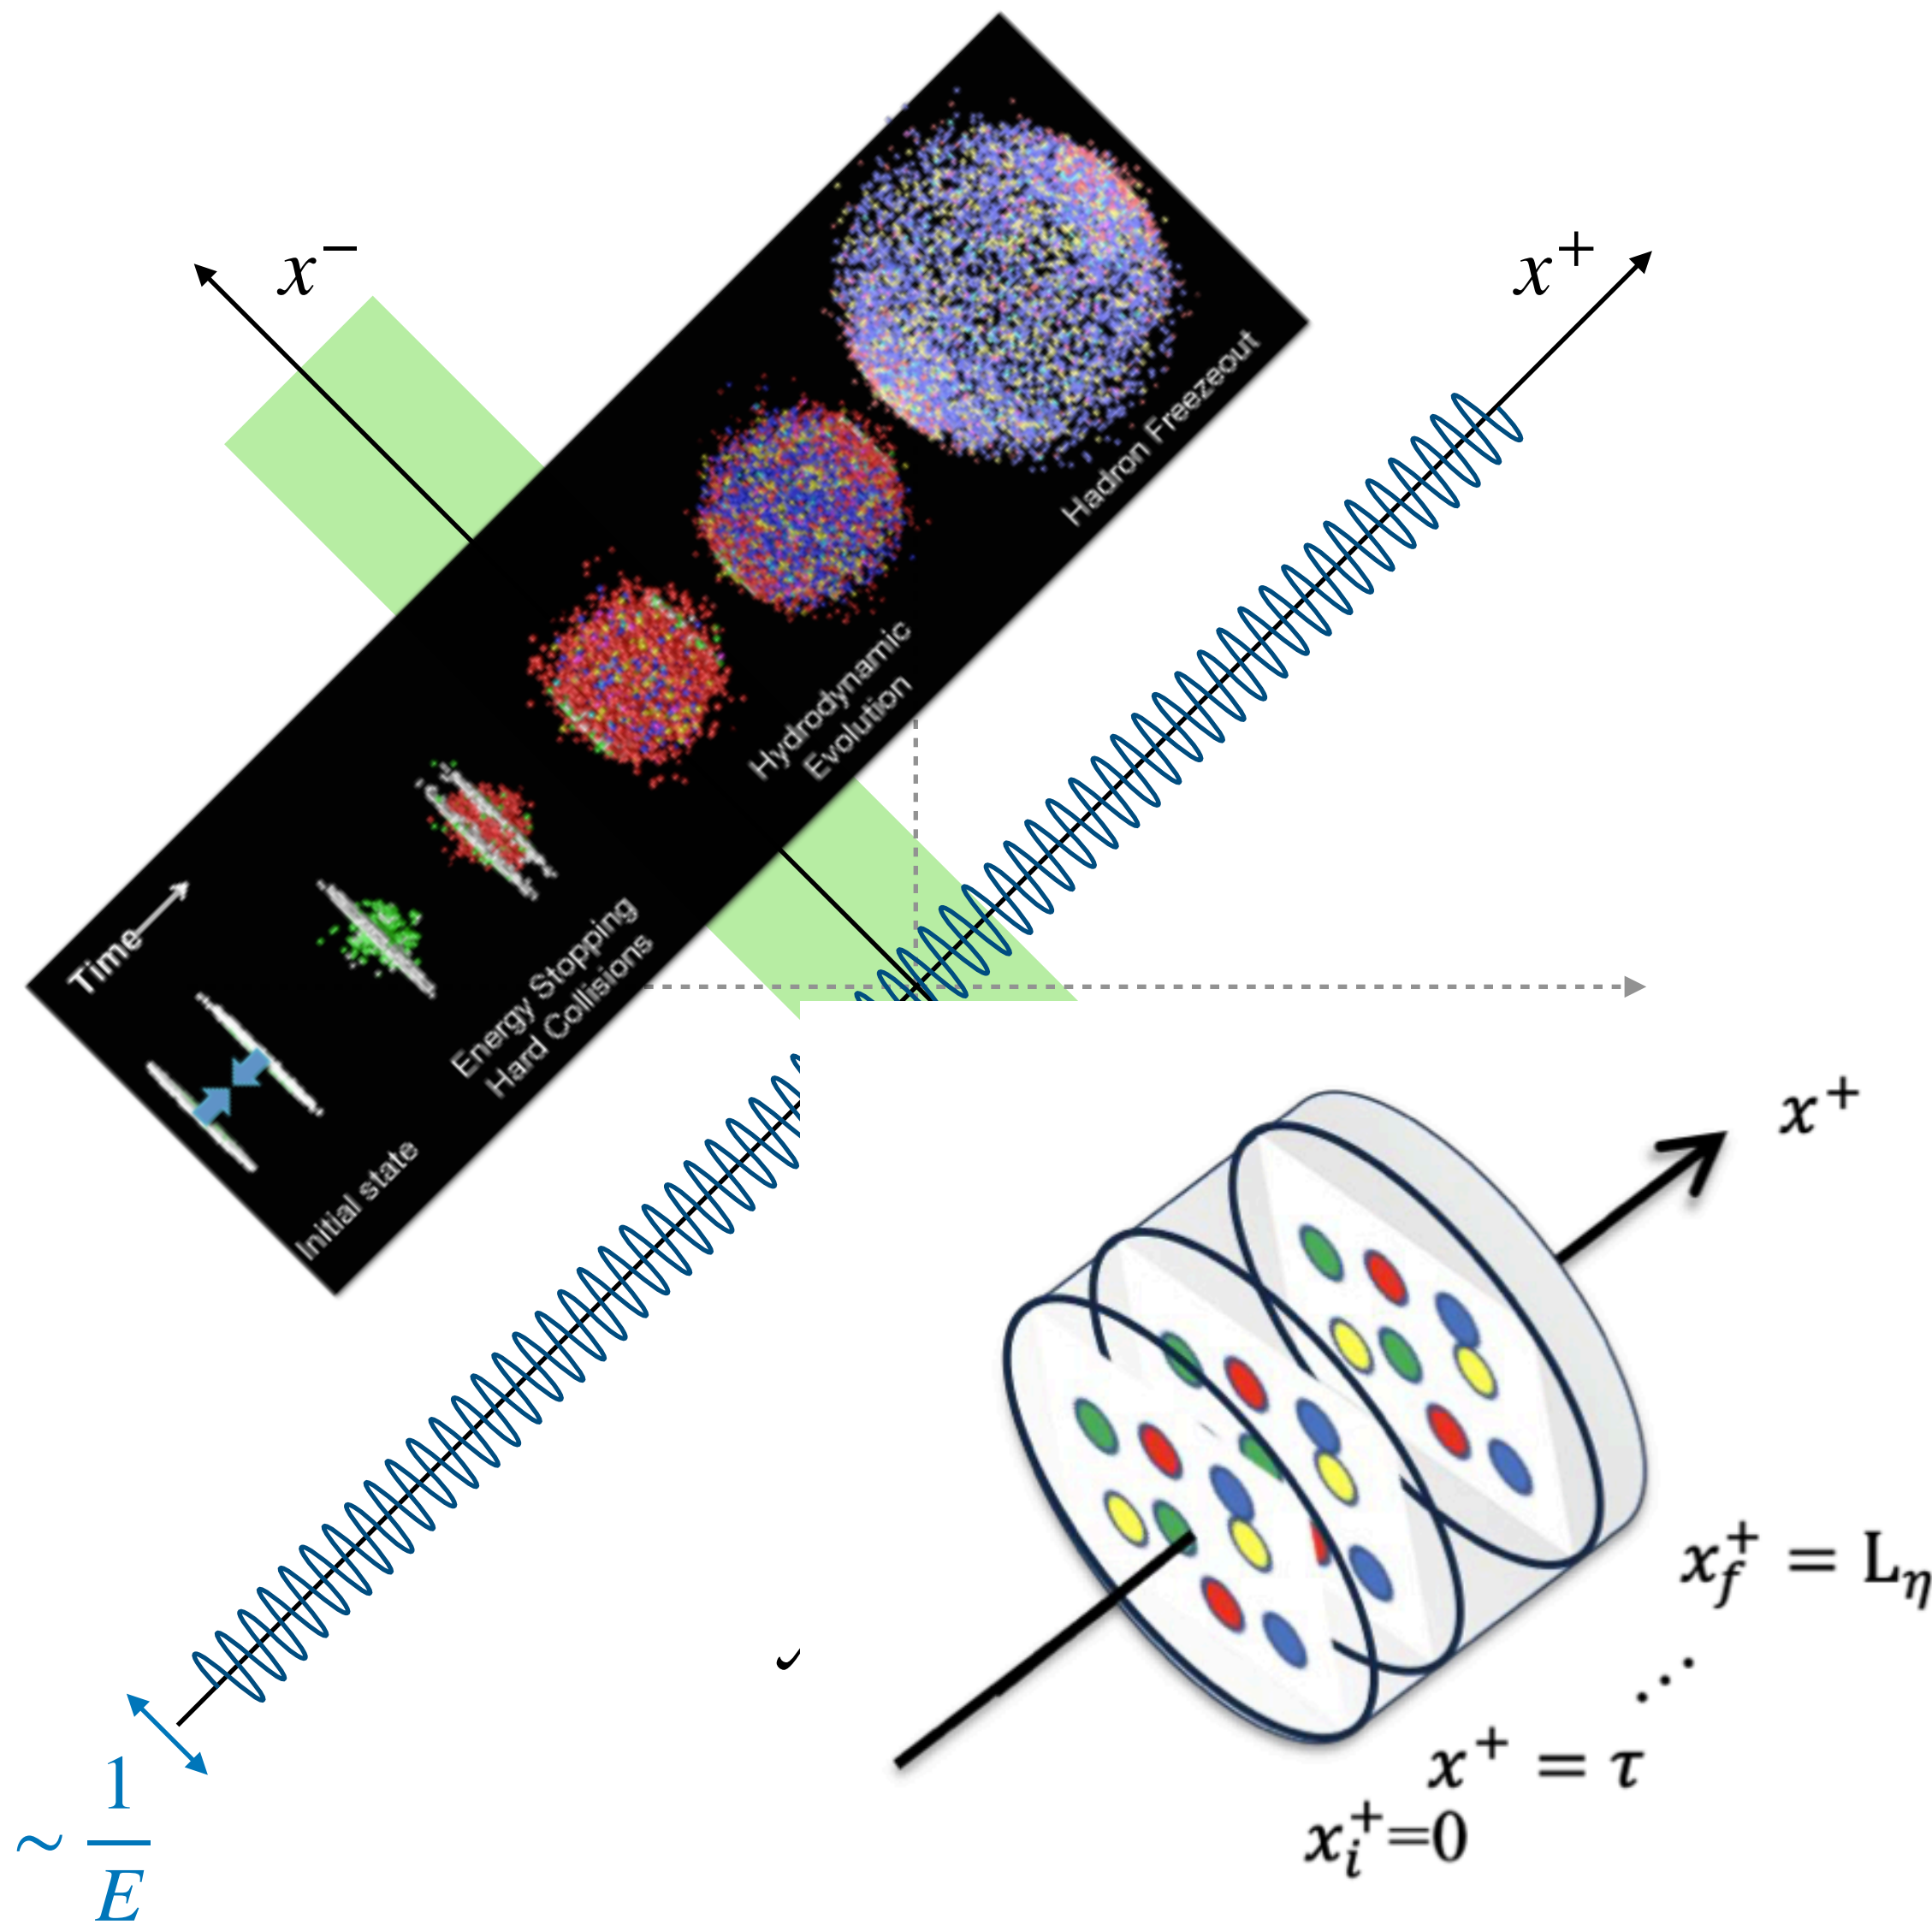 x⁻
x⁺
Hadron Freezeout
Hydrodynamic
Evolution
Time
Energy Stopping
Hard Collisions
Initial state
x⁺
x_f⁺ = L_η
...
x⁺ = τ
x_i⁺=0
~ 1/E